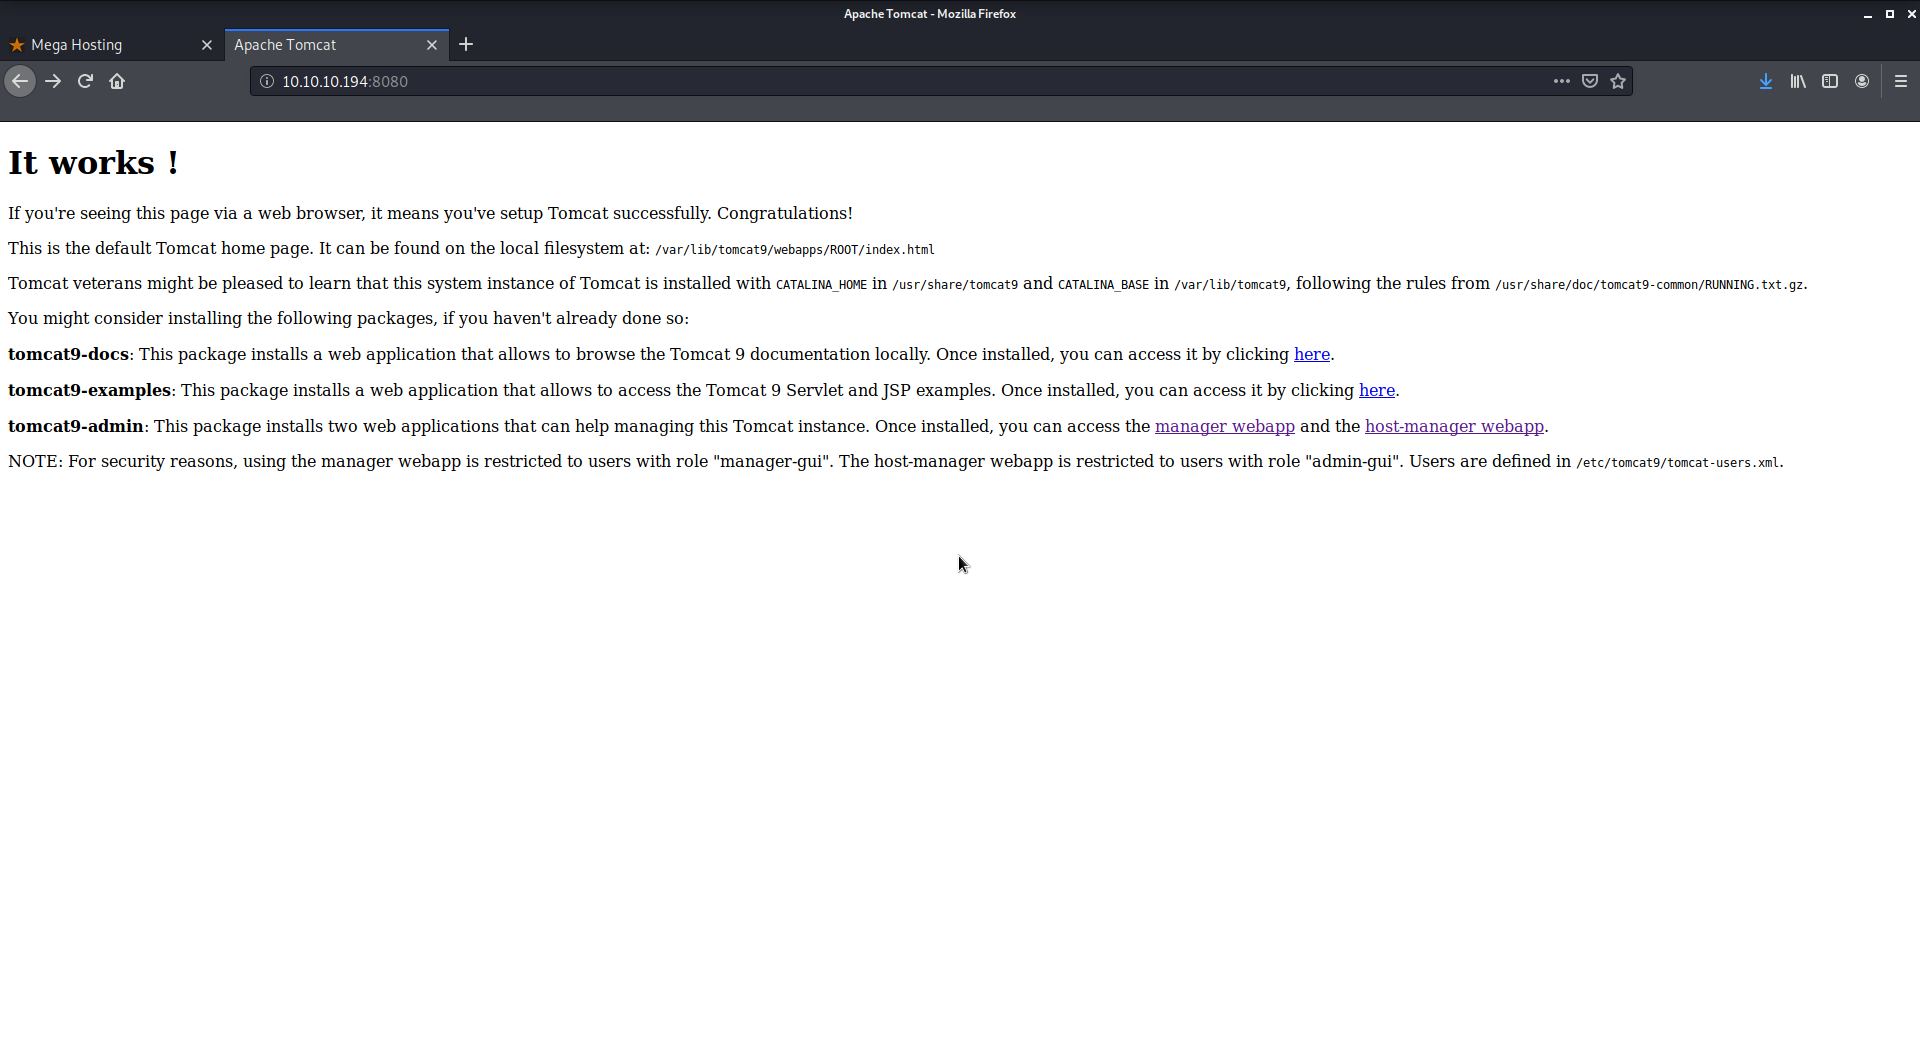 Apache Tomcat - Mozilla Firefox
Mega Hosting
Apache Tomcat
10.10.10.194:8080
It works !
If you're seeing this page via a web browser, it means you've setup Tomcat successfully. Congratulations!
This is the default Tomcat home page. It can be found on the local filesystem at: /var/lib/tomcat9/webapps/ROOT/index.html
Tomcat veterans might be pleased to learn that this system instance of Tomcat is installed with CATALINA_HOME in /usr/share/tomcat9 and CATALINA_BASE in /var/lib/tomcat9, following the rules from /usr/share/doc/tomcat9-common/RUNNING.txt.gz.
You might consider installing the following packages, if you haven't already done so:
tomcat9-docs: This package installs a web application that allows to browse the Tomcat 9 documentation locally. Once installed, you can access it by clicking here.
tomcat9-examples: This package installs a web application that allows to access the Tomcat 9 Servlet and JSP examples. Once installed, you can access it by clicking here.
tomcat9-admin: This package installs two web applications that can help managing this Tomcat instance. Once installed, you can access the manager webapp and the host-manager webapp.
NOTE: For security reasons, using the manager webapp is restricted to users with role "manager-gui". The host-manager webapp is restricted to users with role "admin-gui". Users are defined in /etc/tomcat9/tomcat-users.xml.